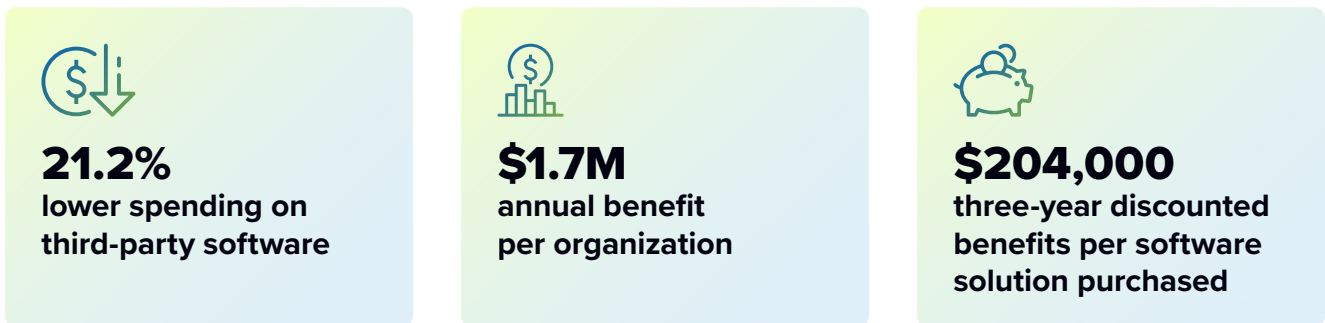 21.2%
lower spending on
third-party software
$1.7M
annual benefit
per organization
$204,000
three-year discounted
benefits per software
solution purchased